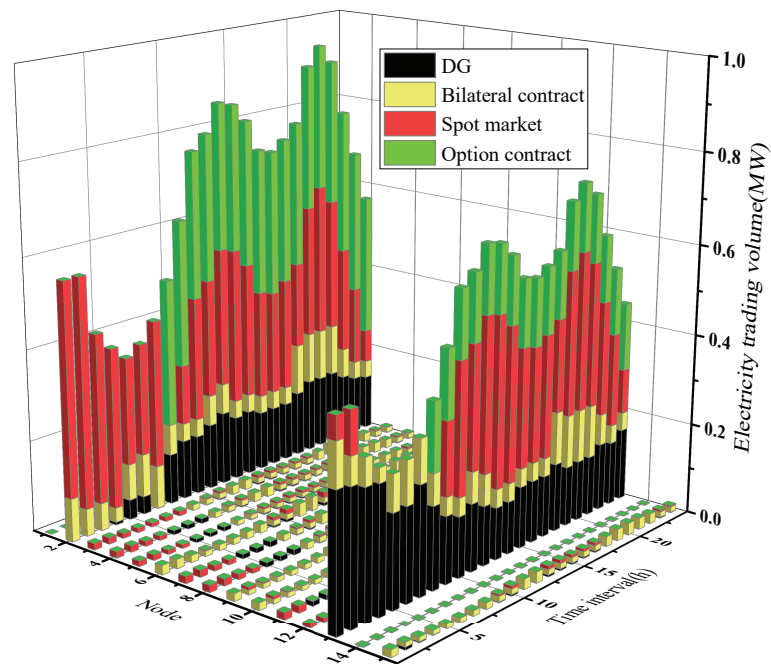 DG
Bilateral contract
Spot market
Option contract
1.0
0.8
0.6
0.4
0.2
0.0
Electricity trading volume(MW)
2
4
6
8
10
12
14
Node
5
10
15
20
Time interval(h)